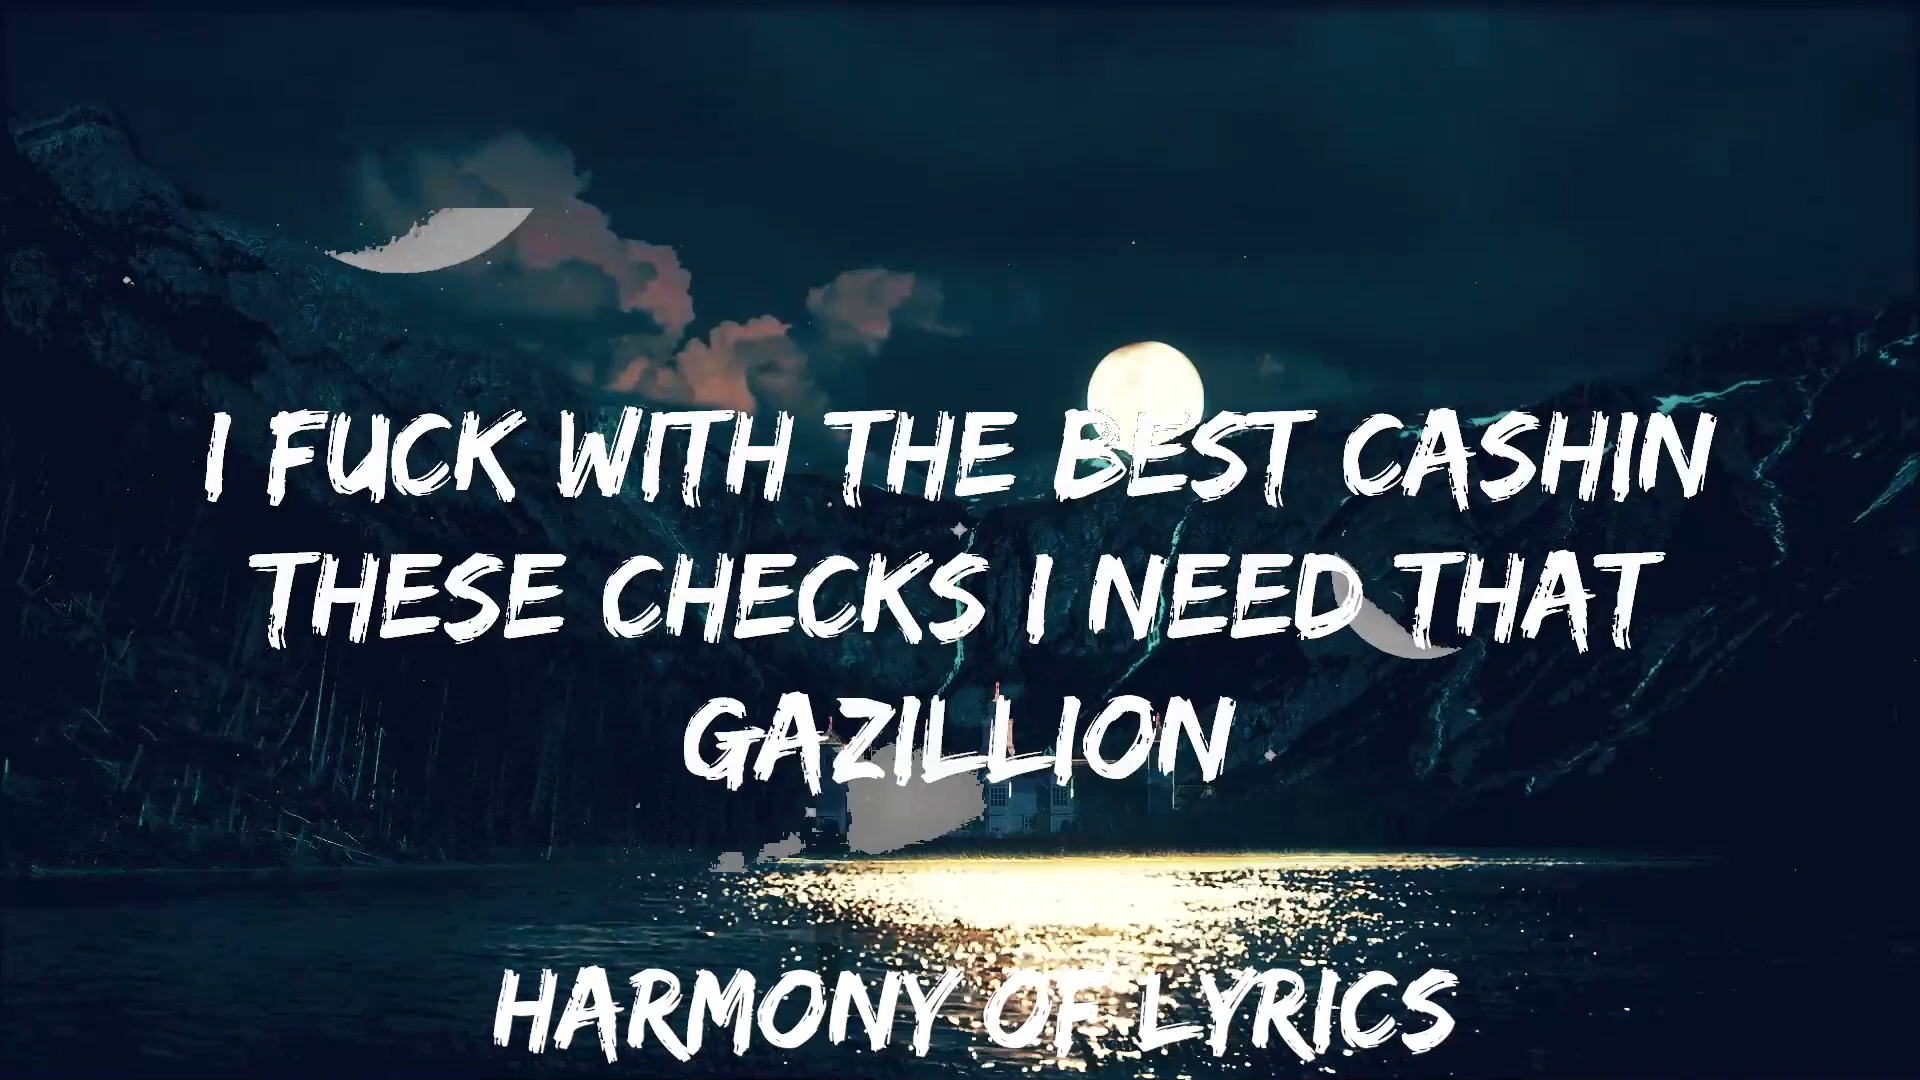 I FUCK WITH THE BEST CASHIN
THESE CHECKS I NEED THAT
GAZILLION
HARMONY OF LYRICS